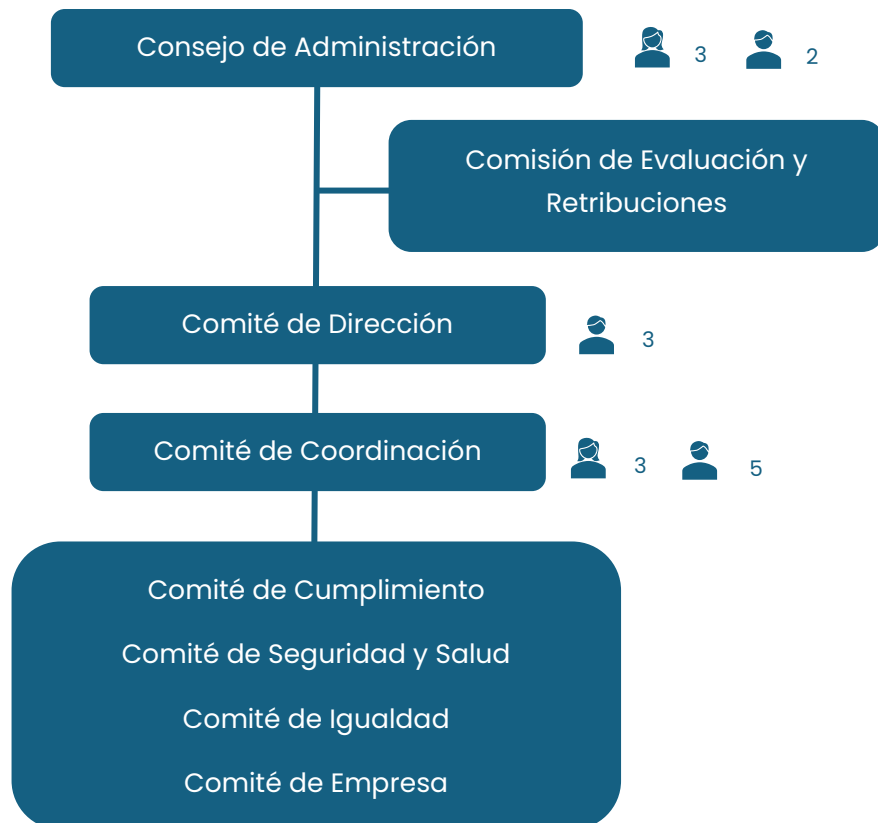 Consejo de Administración
3
2
Comisión de Evaluación y
Retribuciones
Comité de Dirección
3
Comité de Coordinación
3
5
Comité de Cumplimiento
Comité de Seguridad y Salud
Comité de Igualdad
Comité de Empresa